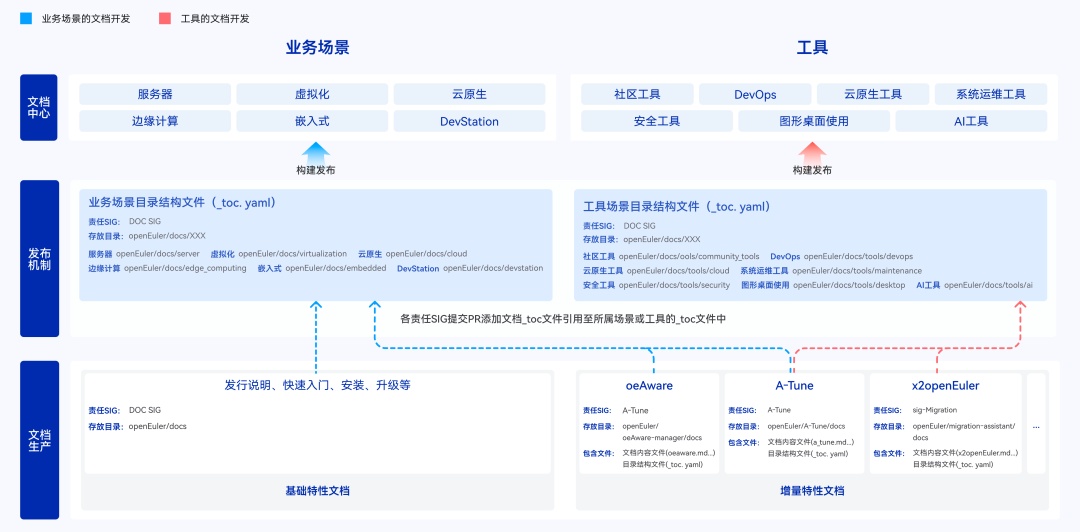 业务场景的文档开发
工具的文档开发
业务场景
工具
文档
中心
服务器
虚拟化
云原生
边缘计算
嵌入式
DevStation
社区工具
DevOps
云原生工具
系统运维工具
安全工具
图形桌面使用
AI工具
构建发布
构建发布
发布
机制
业务场景目录结构文件（_toc. yaml）
责任SIG: DOC SIG
存放目录: openEuler/docs/XXX
服务器 openEuler/docs/server 虚拟化 openEuler/docs/virtualization 云原生 openEuler/docs/cloud
边缘计算 openEuler/docs/edge_computing 嵌入式 openEuler/docs/embedded DevStation openEuler/docs/devstation
工具场景目录结构文件（_toc. yaml）
责任SIG: DOC SIG
存放目录: openEuler/docs/XXX
社区工具 openEuler/docs/ools/community_tools DevOps openEuler/docs/tools/devops
云原生工具 openEuler/docs/tools/cloud 系统运维工具 openEuler/docs/tools/maintenance
安全工具 openEuler/docs/tools/security 图形桌面使用 openEuler/docs/tools/desktop AI工具 openEuler/docs/tools/ai
各责任SIG提交PR添加文档_toc文件引用至所属场景或工具的_toc文件中
文档
生产
发行说明、快速入门、安装、升级等
责任SIG: DOC SIG
存放目录: openEuler/docs
基础特性文档
oeAware
责任SIG: A-Tune
存放目录: openEuler/
oeAware-manager/docs
包含文件: 文档内容文件(oeaware.md...)
目录结构文件(_toc. yaml)
A-Tune
责任SIG: A-Tune
存放目录: openEuler/A-Tune/docs
包含文件: 文档内容文件(a_tune.md...)
目录结构文件(_toc. yaml)
x2openEuler
责任SIG: sig-Migration
存放目录: openEuler/migration-assistant/
docs
包含文件: 文档内容文件(x2openEuler.md...)
目录结构文件(_toc. yaml)
...
增量特性文档